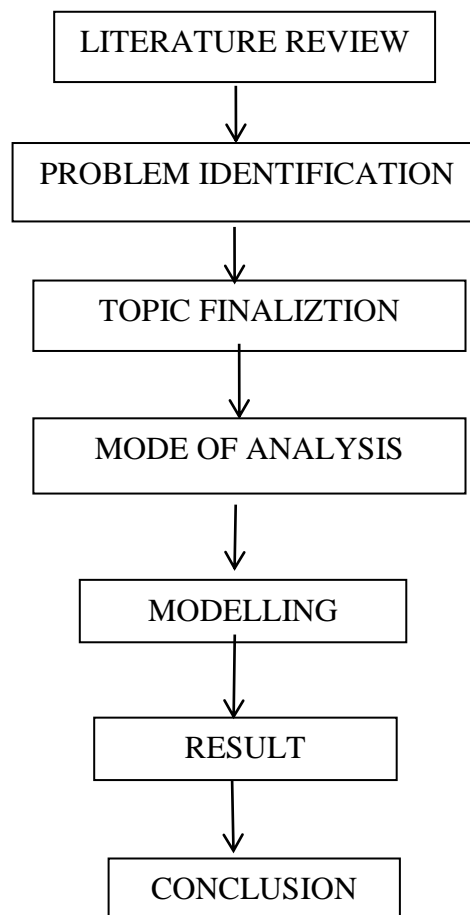 LITERATURE REVIEW
PROBLEM IDENTIFICATION
TOPIC FINALIZTION
MODE OF ANALYSIS
MODELLING
RESULT
CONCLUSION